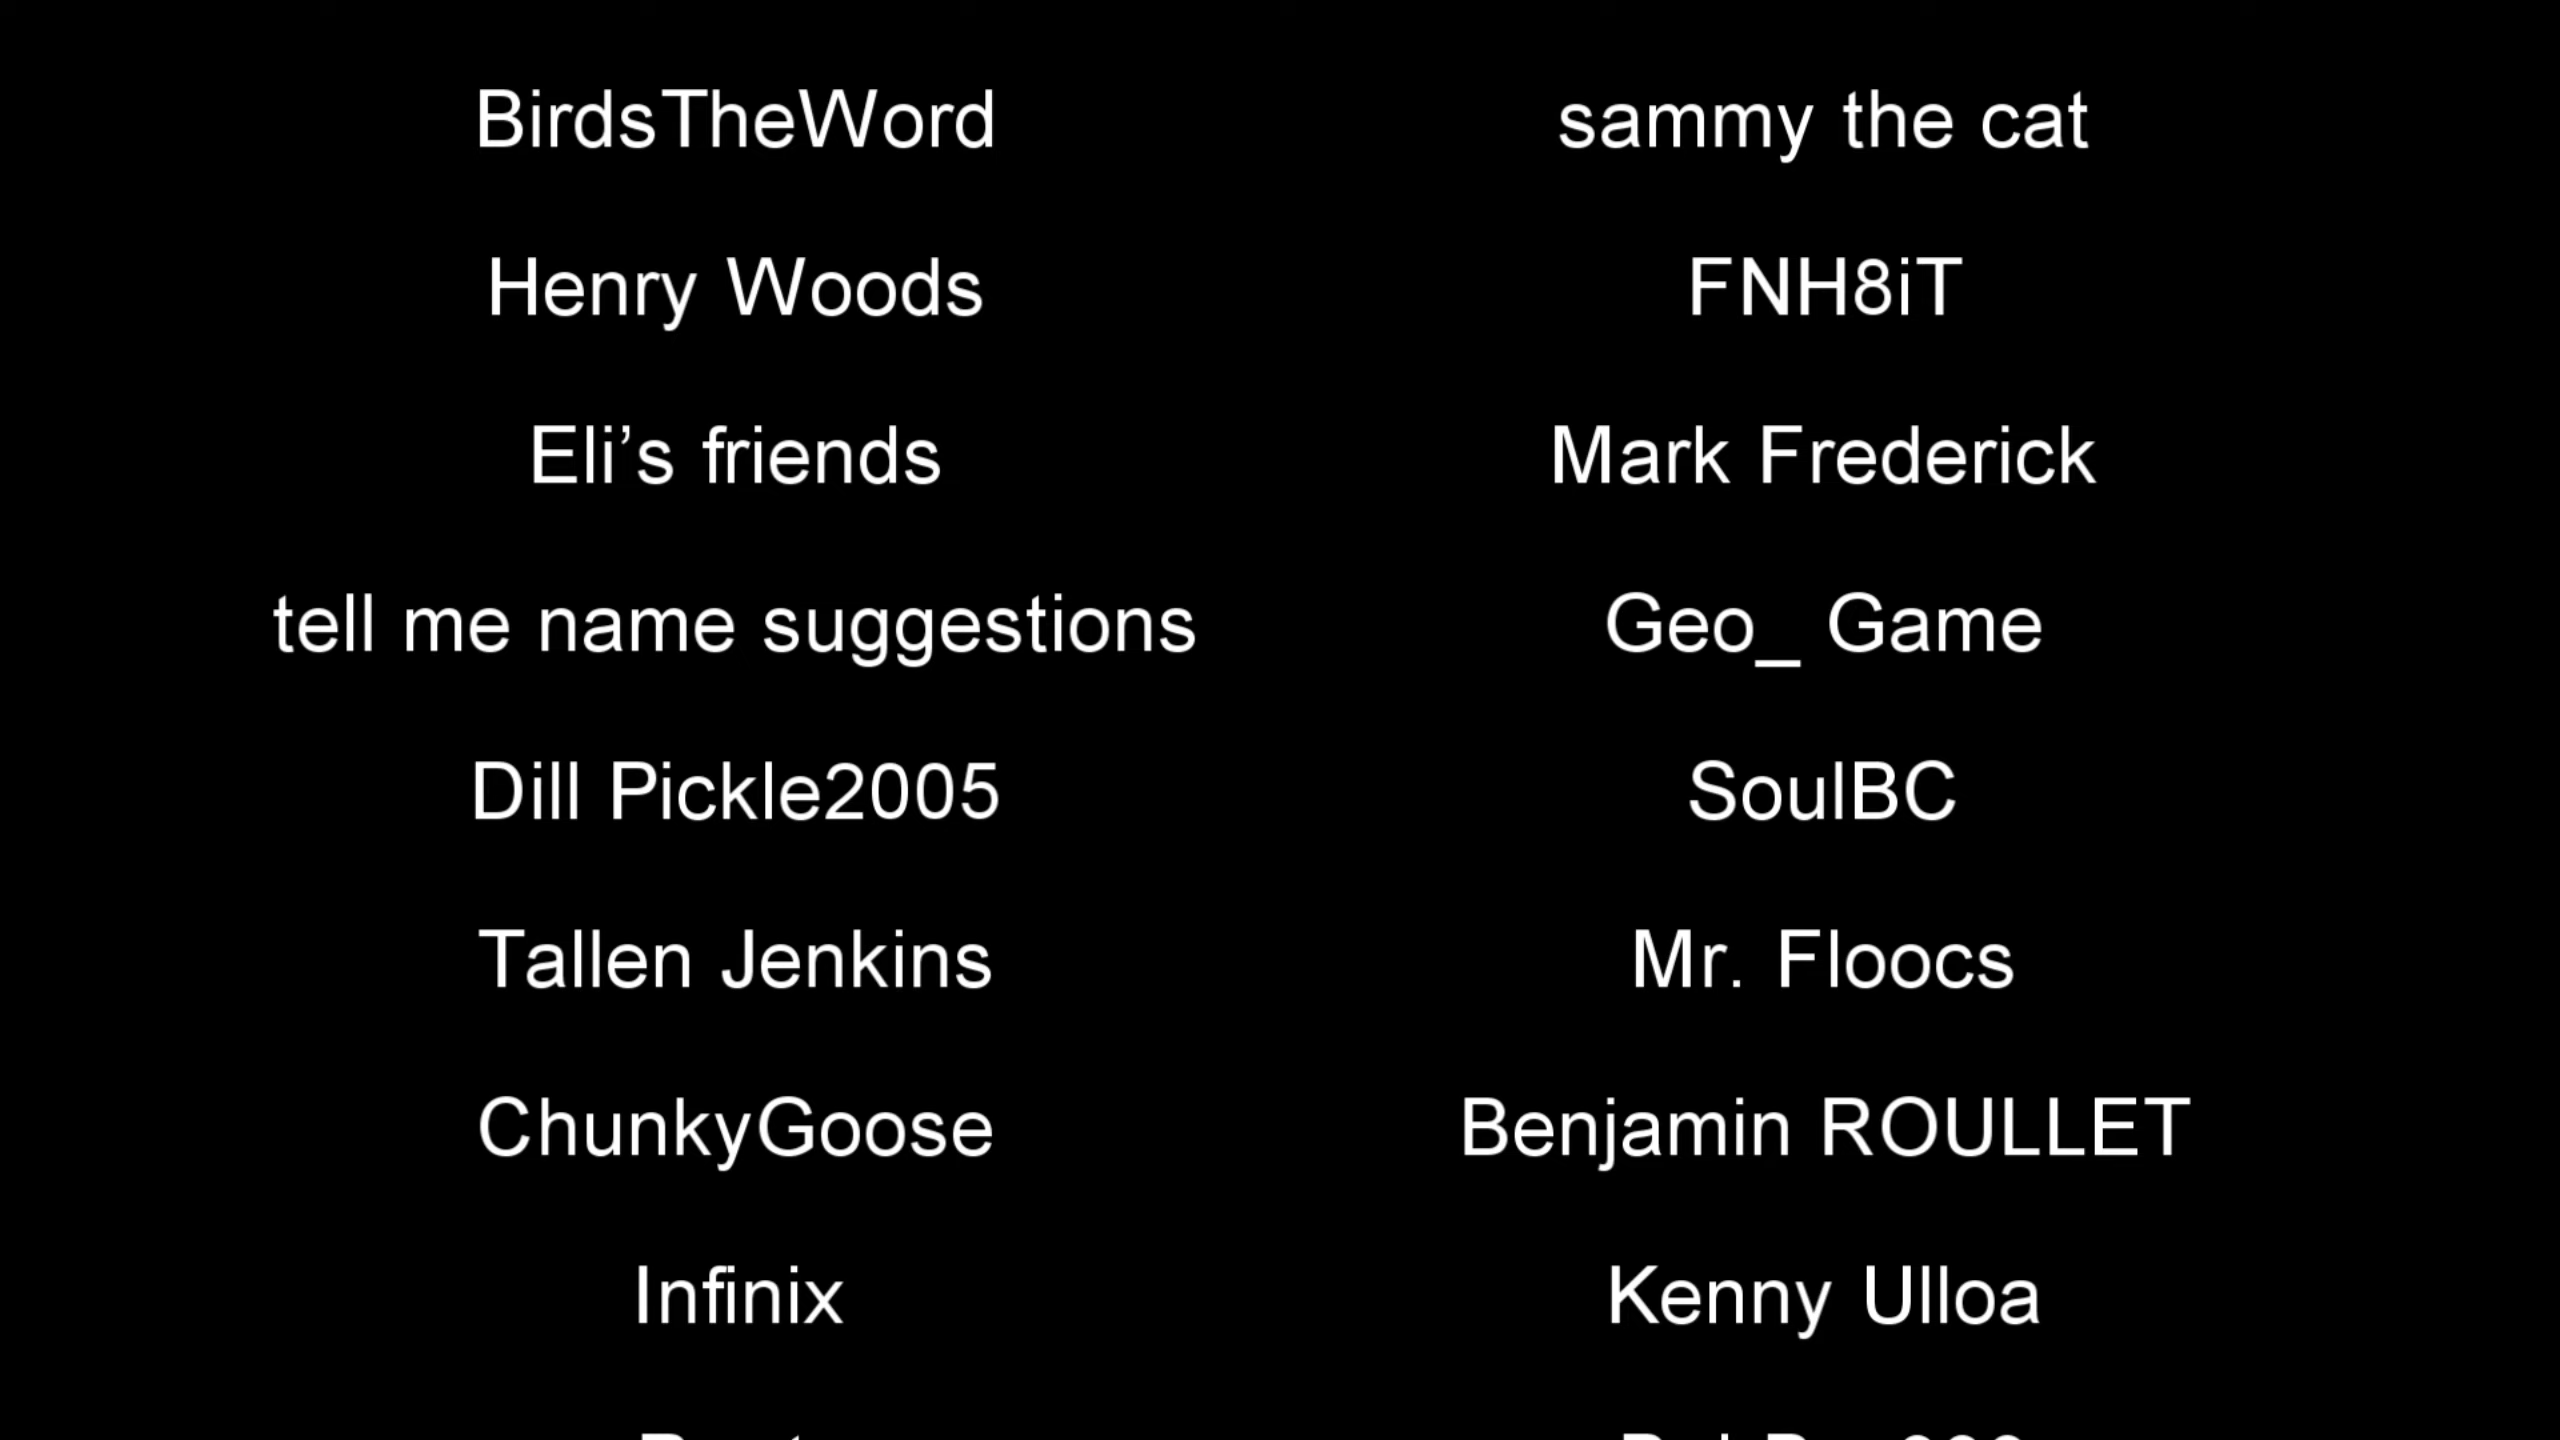 BirdsTheWord
sammy the cat
Henry Woods
FNH8iT
Eli’s friends
Mark Frederick
tell me name suggestions
Geo_ Game
Dill Pickle2005
SoulBC
Tallen Jenkins
Mr. Floocs
ChunkyGoose
Benjamin ROULLET
Infinix
Kenny Ulloa